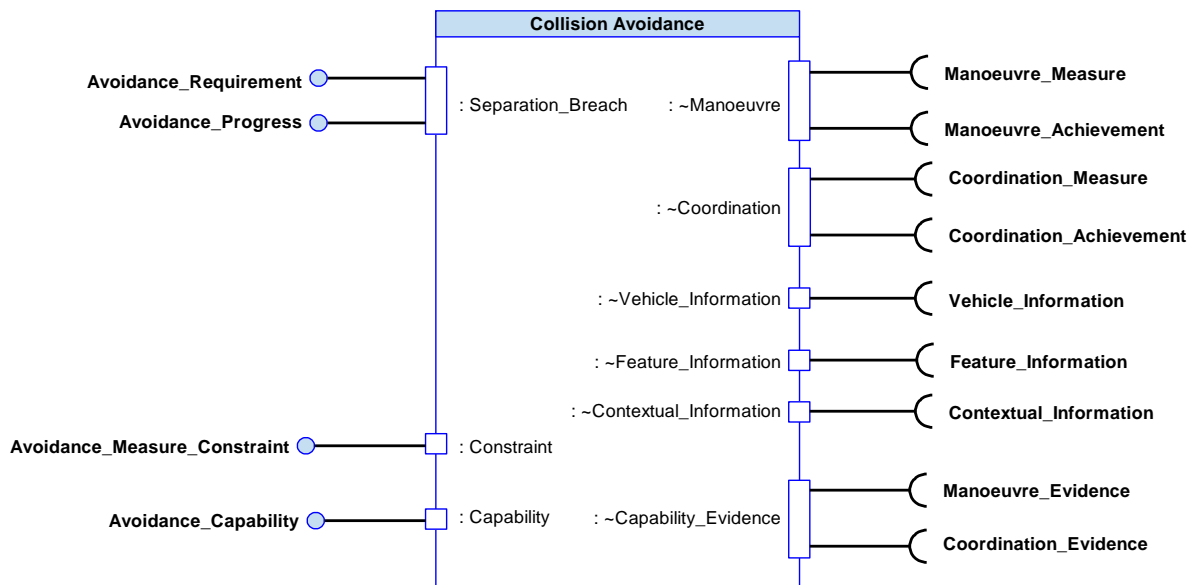 Collision Avoidance
Avoidance_Requirement
Avoidance_Progress
: Separation_Breach
: ~Manoeuvre
Manoeuvre_Measure
Manoeuvre_Achievement
: ~Coordination
Coordination_Measure
Coordination_Achievement
: ~Vehicle_Information
Vehicle_Information
: ~Feature_Information
Feature_Information
: ~Contextual_Information
Contextual_Information
Avoidance_Measure_Constraint
: Constraint
Avoidance_Capability
: Capability
: ~Capability_Evidence
Manoeuvre_Evidence
Coordination_Evidence